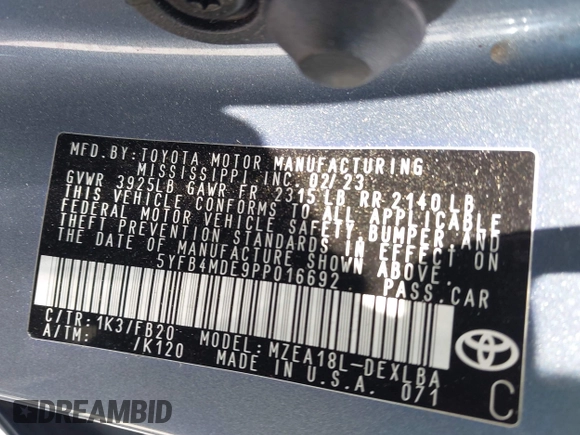 MFD. BY: TOYOTA MOTOR MANUFACTURING
MISSISSIPPI INC. 02/23
GVWR 3925LB GAWR FR 2315LB RR 2140LB
THIS VEHICLE CONFORMS TO ALL APPLICABLE
FEDERAL MOTOR VEHICLE SAFETY, BUMPER, AND
THEFT PREVENTION STANDARDS IN EFFECT ON
THE DATE OF MANUFACTURE SHOWN ABOVE.
5YFB4MDE9PP016692 PASS.CAR
C/TR: 1K3/FB20 MODEL: MZEA18L-DEXLBA
A/TM: /K120 MADE IN U.S.A. 071
C
DREAMBID